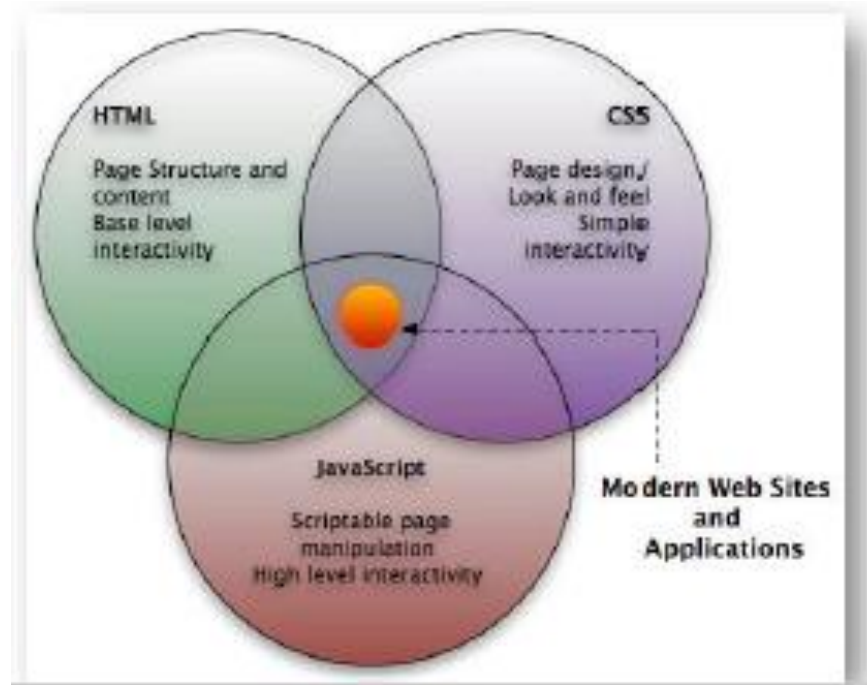 HTML
Page Structure and
content
Base level
interactivity
CSS
Page design/
Look and feel
Simple
interactivity
JavaScript
Scriptable page
manipulation
High level interactivity
Modern Web Sites
and
Applications